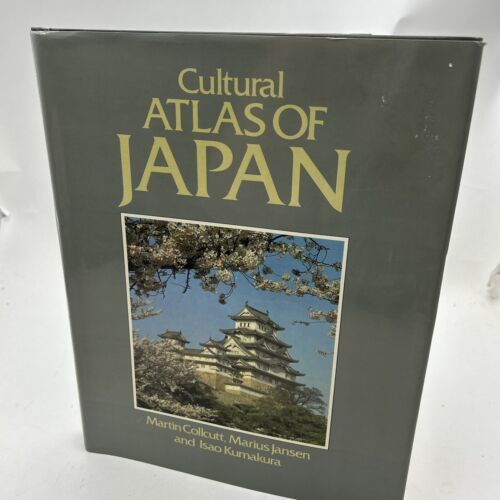 Cultural
ATLAS OF
JAPAN
Martin Collcutt, Marius Jansen
and Isao Kumakura